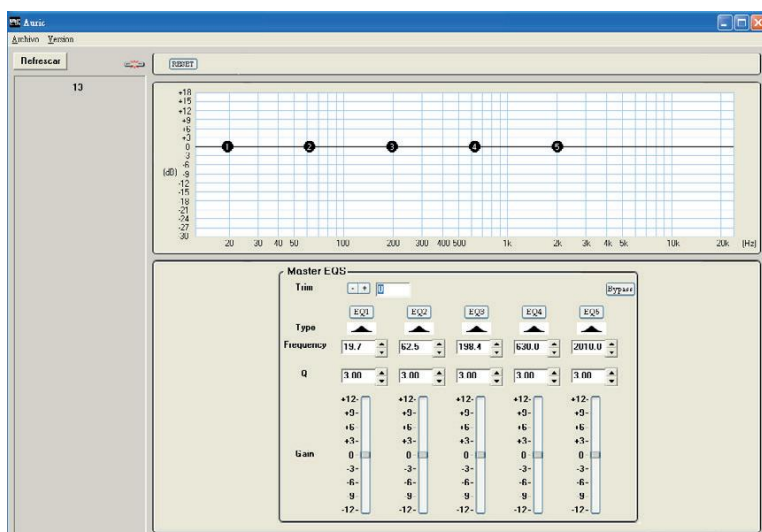 Auric
Archivo Version
Refrescar
RESET
13
+18
+15
+12
+9
+6
+3
0
3
-6
(dB) -9
-12
-15
18
-21
-24
-27
30
1 2 3 4 5
20 30 40 50 100 200 300 400 500 1k 2k 3k 4k 5k 10k 20k (Hz)
Master EQS
Trim - + 0 Bypass
EQ1 EQ2 EQ3 EQ4 EQ5
Type
Frequency 19.7 62.5 198.4 630.0 2010.0
Q 3.00 3.00 3.00 3.00 3.00
+12- +12- +12- +12- +12-
+9- +9- +9- +9- +9-
+6- +6- +6- +6- +6-
+3- +3- +3- +3- +3-
Gain 0- 0- 0- 0- 0-
-3- -3- -3- -3- -3-
-6- -6- -6- -6- -6-
9- 9- 9- 9- 9-
-12- -12- -12- -12- -12-